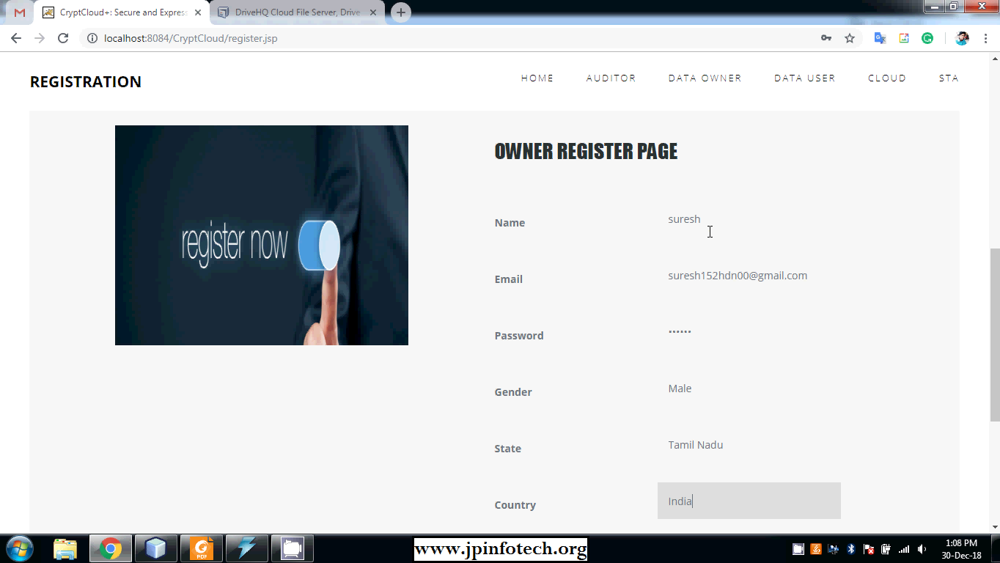 CryptCloud+: Secure and Expres
DriveHQ Cloud File Server, Drive
localhost:8084/CryptCloud/register.jsp
REGISTRATION
HOME AUDITOR DATA OWNER DATA USER CLOUD STA
register now
OWNER REGISTER PAGE
Name suresh
Email suresh152hdn00@gmail.com
Password ••••••
Gender Male
State Tamil Nadu
Country India
PDF
www.jpinfotech.org
1:08 PM
30-Dec-18